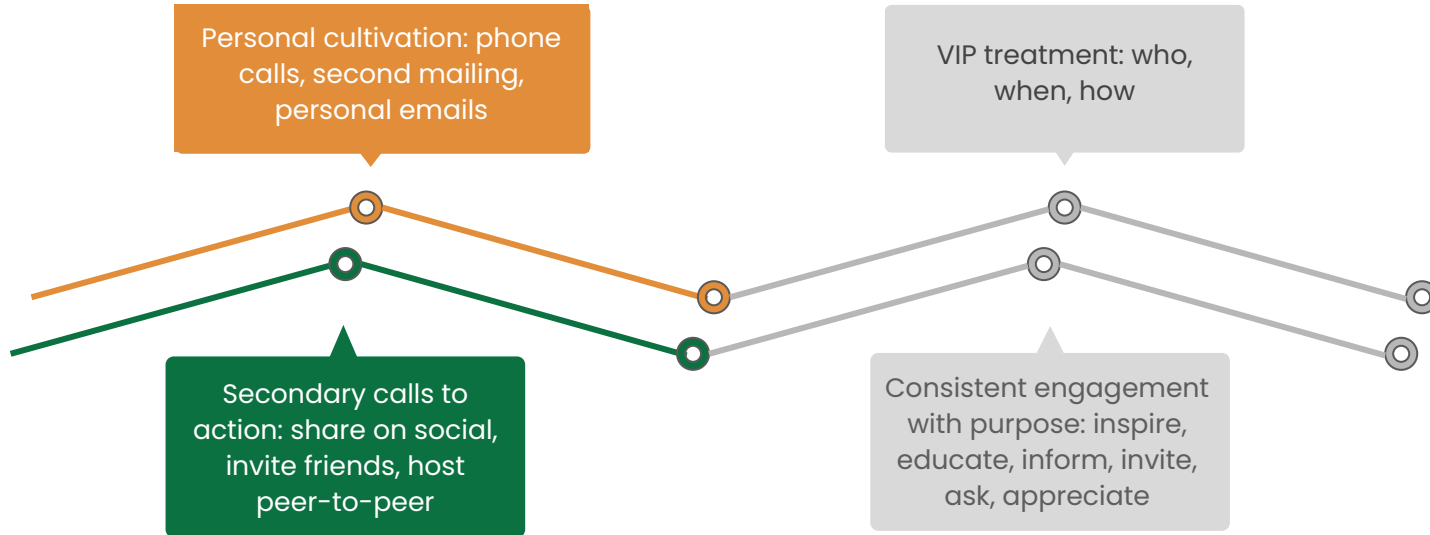 Personal cultivation: phone
calls, second mailing,
personal emails
VIP treatment: who,
when, how
Secondary calls to
action: share on social,
invite friends, host
peer-to-peer
Consistent engagement
with purpose: inspire,
educate, inform, invite,
ask, appreciate